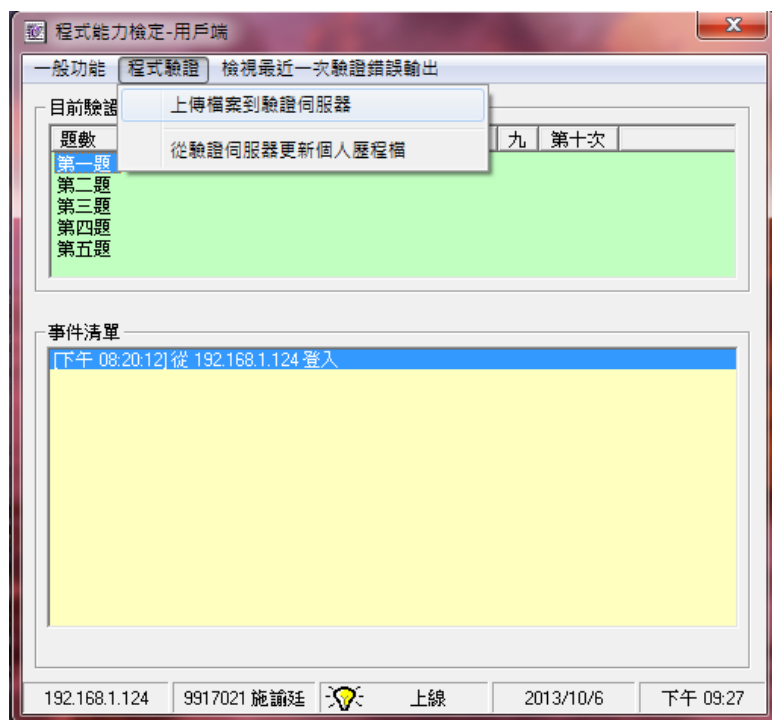 程式能力檢定-用戶端
X
一般功能 程式驗證 檢視最近一次驗證錯誤輸出
目前驗證
上傳檔案到驗證伺服器
從驗證伺服器更新個人歷程檔
題數 九 第十次
第一題
第二題
第三題
第四題
第五題
事件清單
[下午 08:20:12] 從 192.168.1.124 登入
192.168.1.124 9917021 施諭廷 上線 2013/10/6 下午 09:27